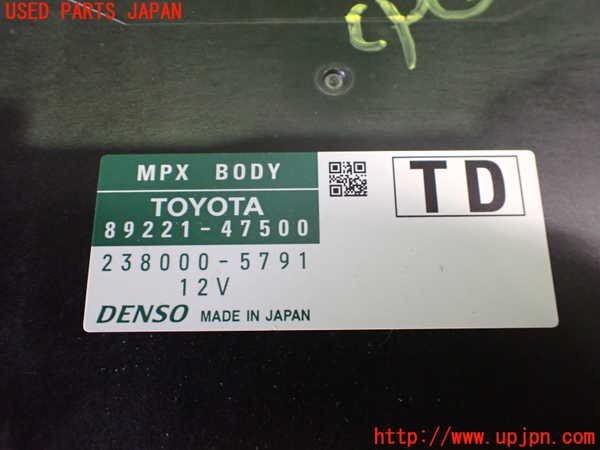 USED PARTS JAPAN
MPX BODY
TOYOTA
89221-47500
238000-5791
12V
DENSO MADE IN JAPAN
TD
http://www.upjpn.com/